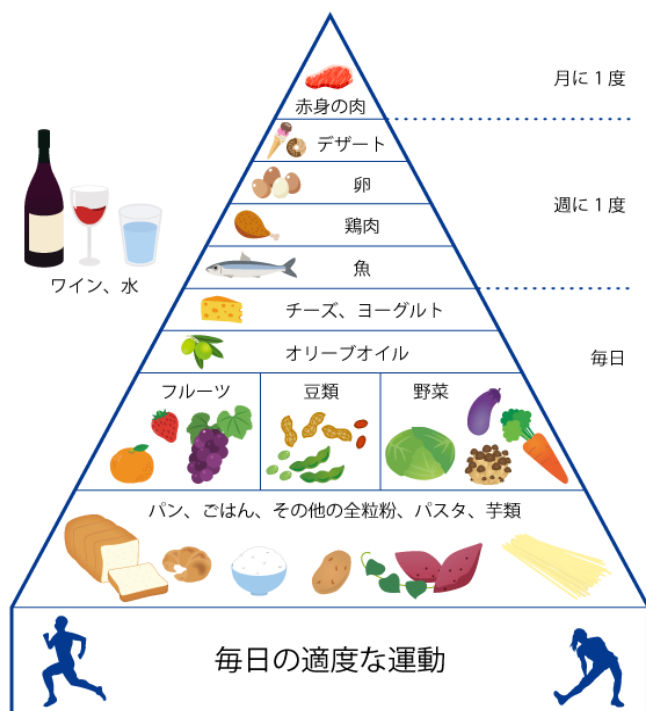 月に1度
赤身の肉
デザート
卵
週に1度
鶏肉
魚
ワイン、水
チーズ、ヨーグルト
オリーブオイル
毎日
フルーツ
豆類
野菜
パン、ごはん、その他の全粒粉、パスタ、芋類
毎日の適度な運動